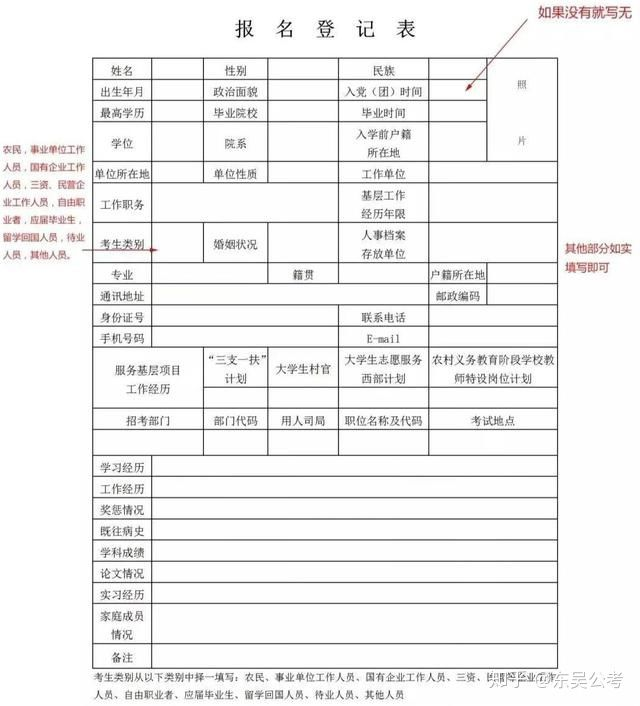 如果没有就写无
报名登记表
姓名 性别 民族
照
片
出生年月 政治面貌 入党（团）时间
最高学历 毕业院校 毕业时间
学位 院系 入学前户籍
所在地
农民，事业单位工作
人员，国有企业工作
人员，三资、民营企
业工作人员，自由职
业者，应届毕业生，
留学回国人员，待业
人员，其他人员。
单位所在地 单位性质 工作单位
工作职务 基层工作
经历年限
考生类别 婚姻状况 人事档案
存放单位
其他部分如实
填写即可
专业 籍贯 户籍所在地
通讯地址 邮政编码
身份证号 联系电话
手机号码 E-mail
服务基层项目
工作经历
“三支一扶”
计划
大学生村官
大学生志愿服务
西部计划
农村义务教育阶段学校教
师特设岗位计划
招考部门 部门代码 用人司局 职位名称及代码 考试地点
学习经历
工作经历
奖惩情况
既往病史
学科成绩
论文情况
实习经历
家庭成员
情况
备注
考生类别从以下类别中择一填写：农民、事业单位工作人员、国有企业工作人员、三资、民营企业工作
人员、自由职业者、应届毕业生、留学回国人员、待业人员、其他人员
知乎 @东吴公考